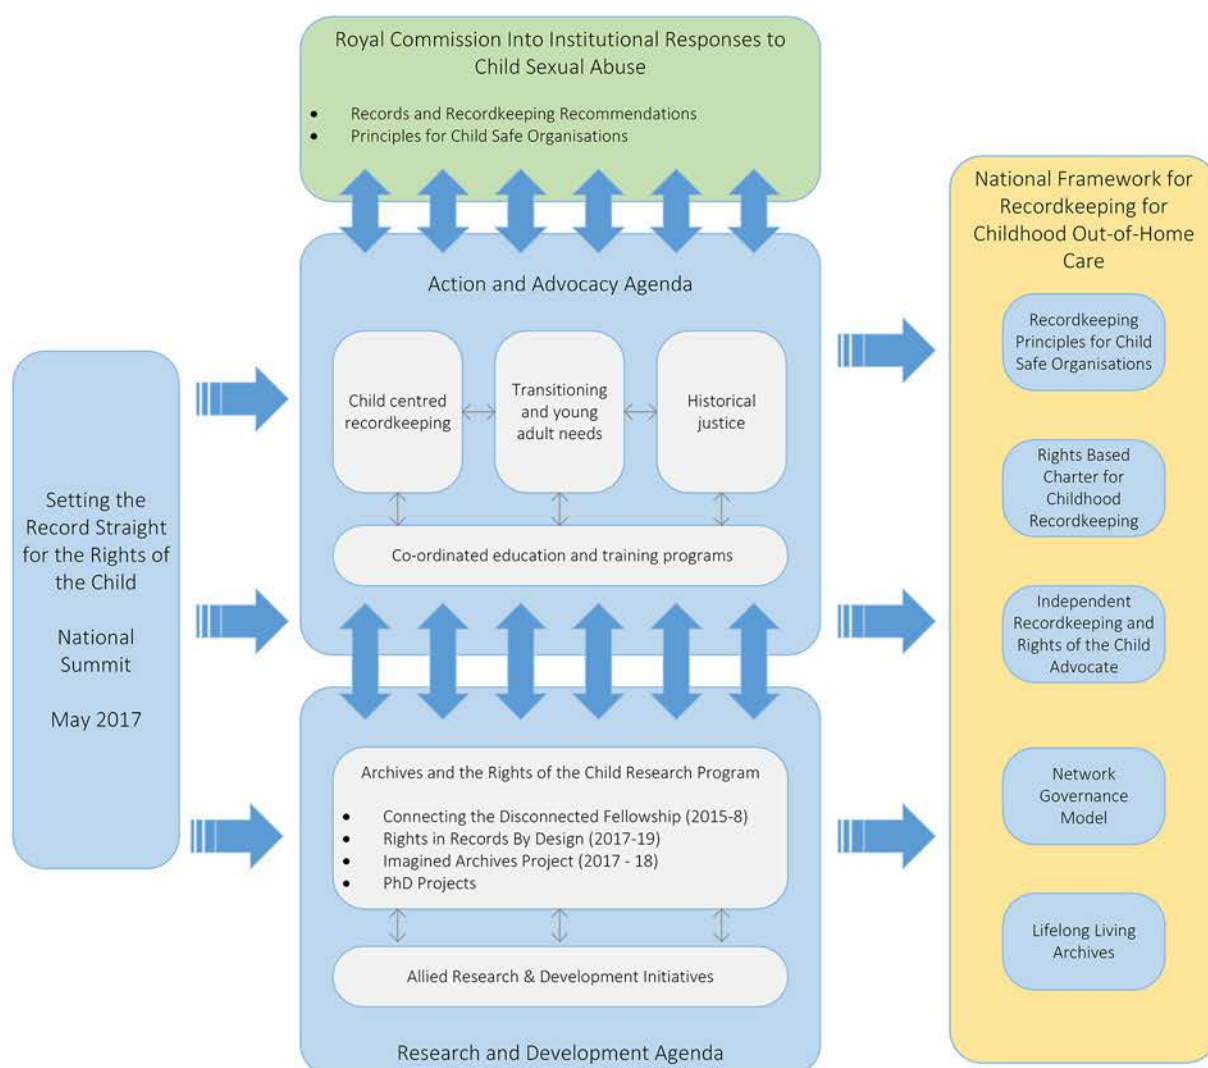 Royal Commission Into Institutional Responses to
Child Sexual Abuse
• Records and Recordkeeping Recommendations
• Principles for Child Safe Organisations
Setting the
Record Straight
for the Rights of
the Child
National
Summit
May 2017
Action and Advocacy Agenda
Child centred
recordkeeping
Transitioning
and young
adult needs
Historical
justice
Co-ordinated education and training programs
Archives and the Rights of the Child Research Program
• Connecting the Disconnected Fellowship (2015-8)
• Rights in Records By Design (2017-19)
• Imagined Archives Project (2017 - 18)
• PhD Projects
Allied Research & Development Initiatives
Research and Development Agenda
National Framework for
Recordkeeping for
Childhood Out-of-Home
Care
Recordkeeping
Principles for Child
Safe Organisations
Rights Based
Charter for
Childhood
Recordkeeping
Independent
Recordkeeping and
Rights of the Child
Advocate
Network
Governance
Model
Lifelong Living
Archives